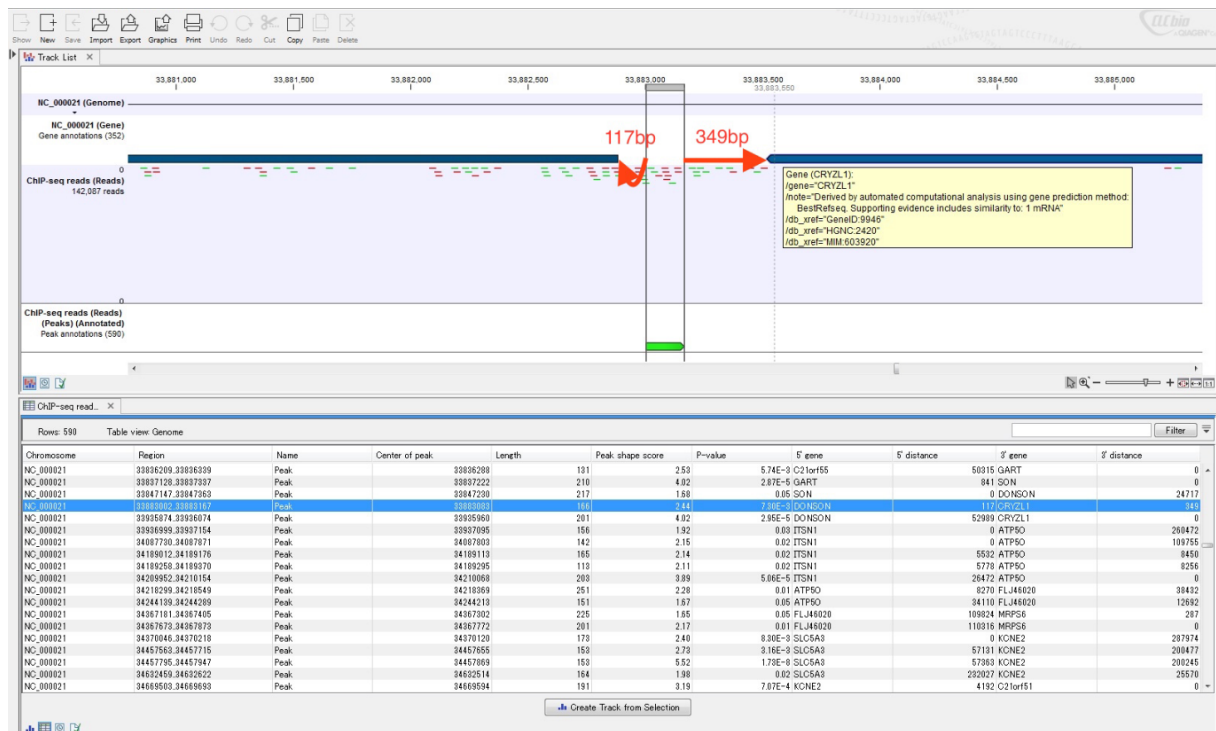 Show New Save Import Export Graphics Print Undo Redo Cut Copy Paste Delete
CLCbio
QIAGEN
Track List
33,881,000 33,881,500 33,882,000 33,882,500 33,883,000 33,883,500 33,884,000 33,884,500 33,885,000
33,883,550
NC_000021 (Genome)
NC_000021 (Gene)
Gene annotations (352)
117bp 349bp
0
ChIP-seq reads (Reads)
142,087 reads
Gene (CRYZL1):
/gene="CRYZL1"
/note="Derived by automated computational analysis using gene prediction method:
BestRefseq. Supporting evidence includes similarity to: 1 mRNA"
/db_xref="GeneID:9946"
/db_xref="HGNC:2420"
/db_xref="MIM:603920"
0
ChIP-seq reads (Reads)
(Peaks) (Annotated)
Peak annotations (590)
ChIP-seq read...
Rows: 590 Table view: Genome Filter
Chromosome Region Name Center of peak Length Peak shape score P-value 5' gene 5' distance 3' gene 3' distance
NC_000021 33836209..33836339 Peak 33836288 131 2.53 5.74E-3 C21orf55 50315 GART 0
NC_000021 33837128..33837337 Peak 33837222 210 4.02 2.87E-5 GART 841 SON 0
NC_000021 33847147..33847363 Peak 33847230 217 1.68 0.05 SON 0 DONSON 24717
NC_000021 33883002..33883167 Peak 33883083 166 2.44 7.30E-3 DONSON 117 CRYZL1 349
NC_000021 33935874..33936074 Peak 33935960 201 4.02 2.95E-5 DONSON 52989 CRYZL1 0
NC_000021 33936999..33937154 Peak 33937095 156 1.92 0.03 ITSN1 0 ATP5O 260472
NC_000021 34087730..34087871 Peak 34087803 142 2.15 0.02 ITSN1 0 ATP5O 109755
NC_000021 34189012..34189176 Peak 34189113 165 2.14 0.02 ITSN1 5532 ATP5O 8450
NC_000021 34189258..34189370 Peak 34189295 113 2.11 0.02 ITSN1 5778 ATP5O 8256
NC_000021 34209952..34210154 Peak 34210068 203 3.89 5.06E-5 ITSN1 26472 ATP5O 0
NC_000021 34218299..34218549 Peak 34218369 251 2.28 0.01 ATP5O 8270 FLJ46020 38432
NC_000021 34244139..34244289 Peak 34244213 151 1.67 0.05 ATP5O 34110 FLJ46020 12692
NC_000021 34367181..34367405 Peak 34367302 225 1.65 0.05 FLJ46020 109824 MRPS6 287
NC_000021 34367673..34367873 Peak 34367772 201 2.17 0.01 FLJ46020 110316 MRPS6 0
NC_000021 34370046..34370218 Peak 34370120 173 2.40 8.30E-3 SLC5A3 0 KCNE2 287974
NC_000021 34457563..34457715 Peak 34457655 153 2.73 3.16E-3 SLC5A3 57131 KCNE2 200477
NC_000021 34457795..34457947 Peak 34457869 153 5.52 1.73E-8 SLC5A3 57363 KCNE2 200245
NC_000021 34632459..34632622 Peak 34632514 164 1.98 0.02 SLC5A3 232027 KCNE2 25570
NC_000021 34669503..34669693 Peak 34669594 191 3.19 7.07E-4 KCNE2 4192 C21orf51 0
Create Track from Selection